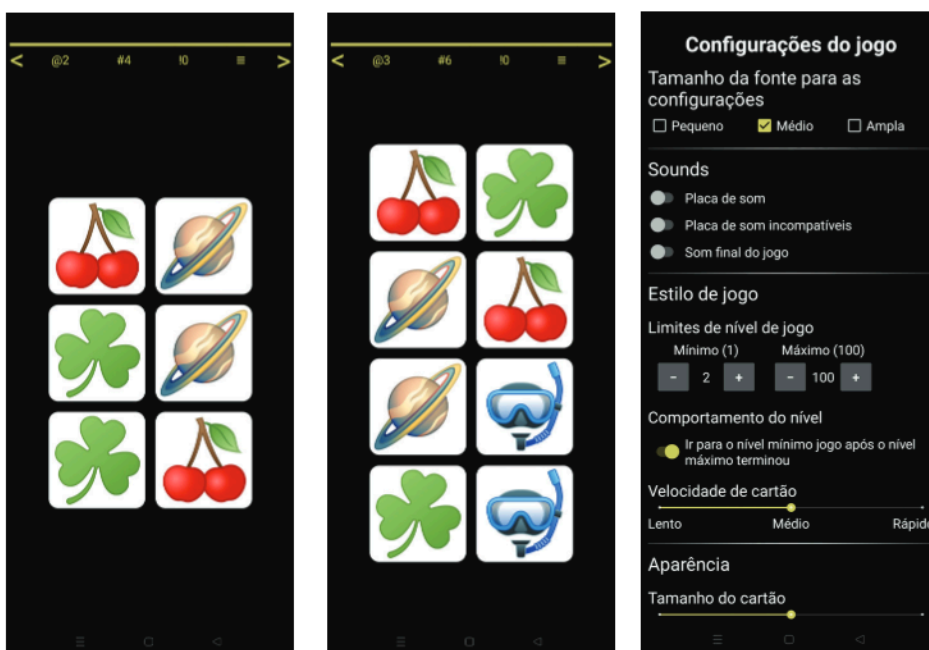 < @2 #4 !0 ≡ >
< @3 #6 !0 ≡ >
Configurações do jogo
Tamanho da fonte para as
configurações
Pequeno Médio Ampla
Sounds
Placa de som
Placa de som incompatíveis
Som final do jogo
Estilo de jogo
Limites de nível de jogo
Mínimo (1) Máximo (100)
- 2 + - 100 +
Comportamento do nível
Ir para o nível mínimo jogo após o nível
máximo terminou
Velocidade de cartão
Lento Médio Rápido
Aparência
Tamanho do cartão